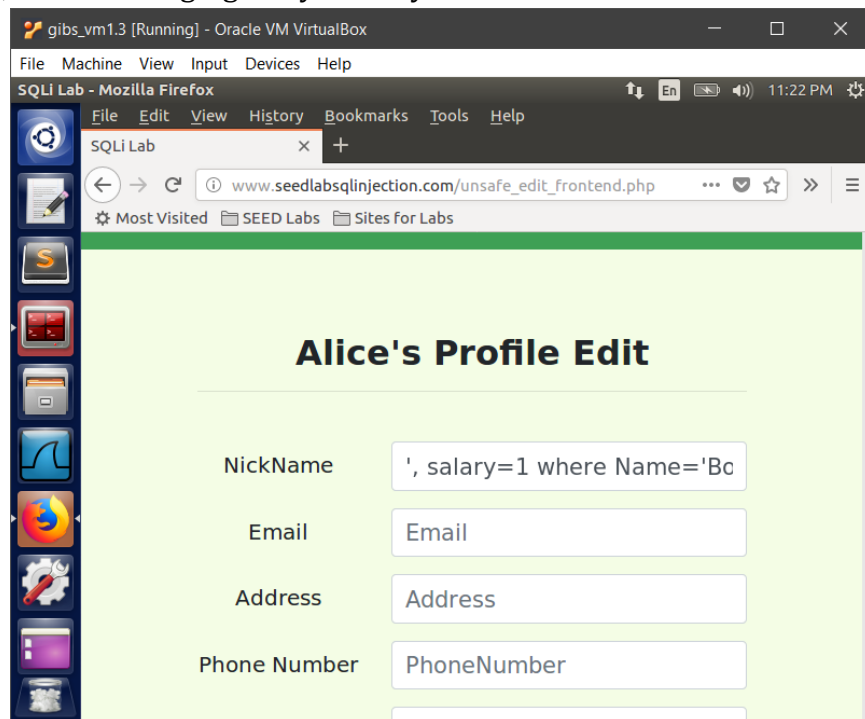 gibs_vm1.3 [Running] - Oracle VM VirtualBox
File Machine View Input Devices Help
SQLi Lab - Mozilla Firefox En 11:22 PM
File Edit View History Bookmarks Tools Help
SQLi Lab
www.seedlabsqlinjection.com/unsafe_edit_frontend.php
Most Visited SEED Labs Sites for Labs
Alice's Profile Edit
NickName ', salary=1 where Name='Bo
Email Email
Address Address
Phone Number PhoneNumber